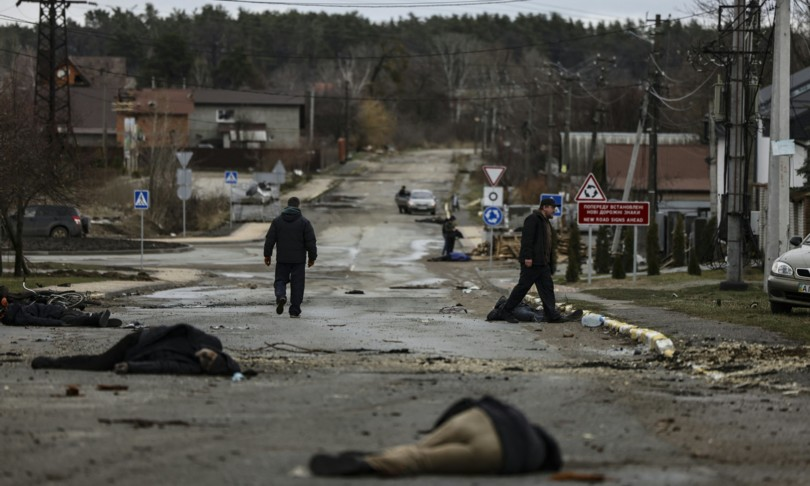 ПОПЕРЕДУ ВСТАНОВЛЕНІ
НОВІ ДОРОЖНІ ЗНАКИ
NEW ROAD SIGNS AHEAD